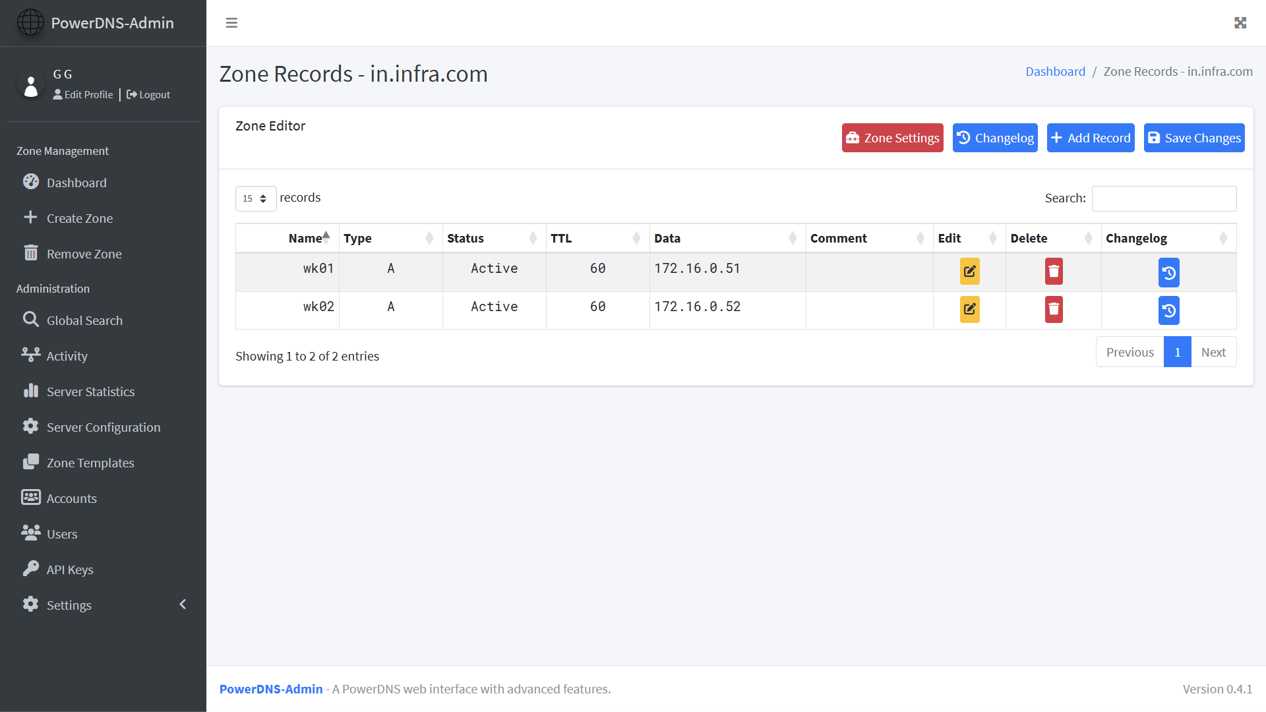 PowerDNS-Admin
G G
Edit Profile | Logout
Zone Management
Dashboard
Create Zone
Remove Zone
Administration
Global Search
Activity
Server Statistics
Server Configuration
Zone Templates
Accounts
Users
API Keys
Settings
Zone Records - in.infra.com
Dashboard / Zone Records - in.infra.com
Zone Editor
Zone Settings Changelog Add Record Save Changes
15 records Search:
Name Type Status TTL Data Comment Edit Delete Changelog
wk01 A Active 60 172.16.0.51
wk02 A Active 60 172.16.0.52
Showing 1 to 2 of 2 entries
Previous 1 Next
PowerDNS-Admin - A PowerDNS web interface with advanced features.
Version 0.4.1